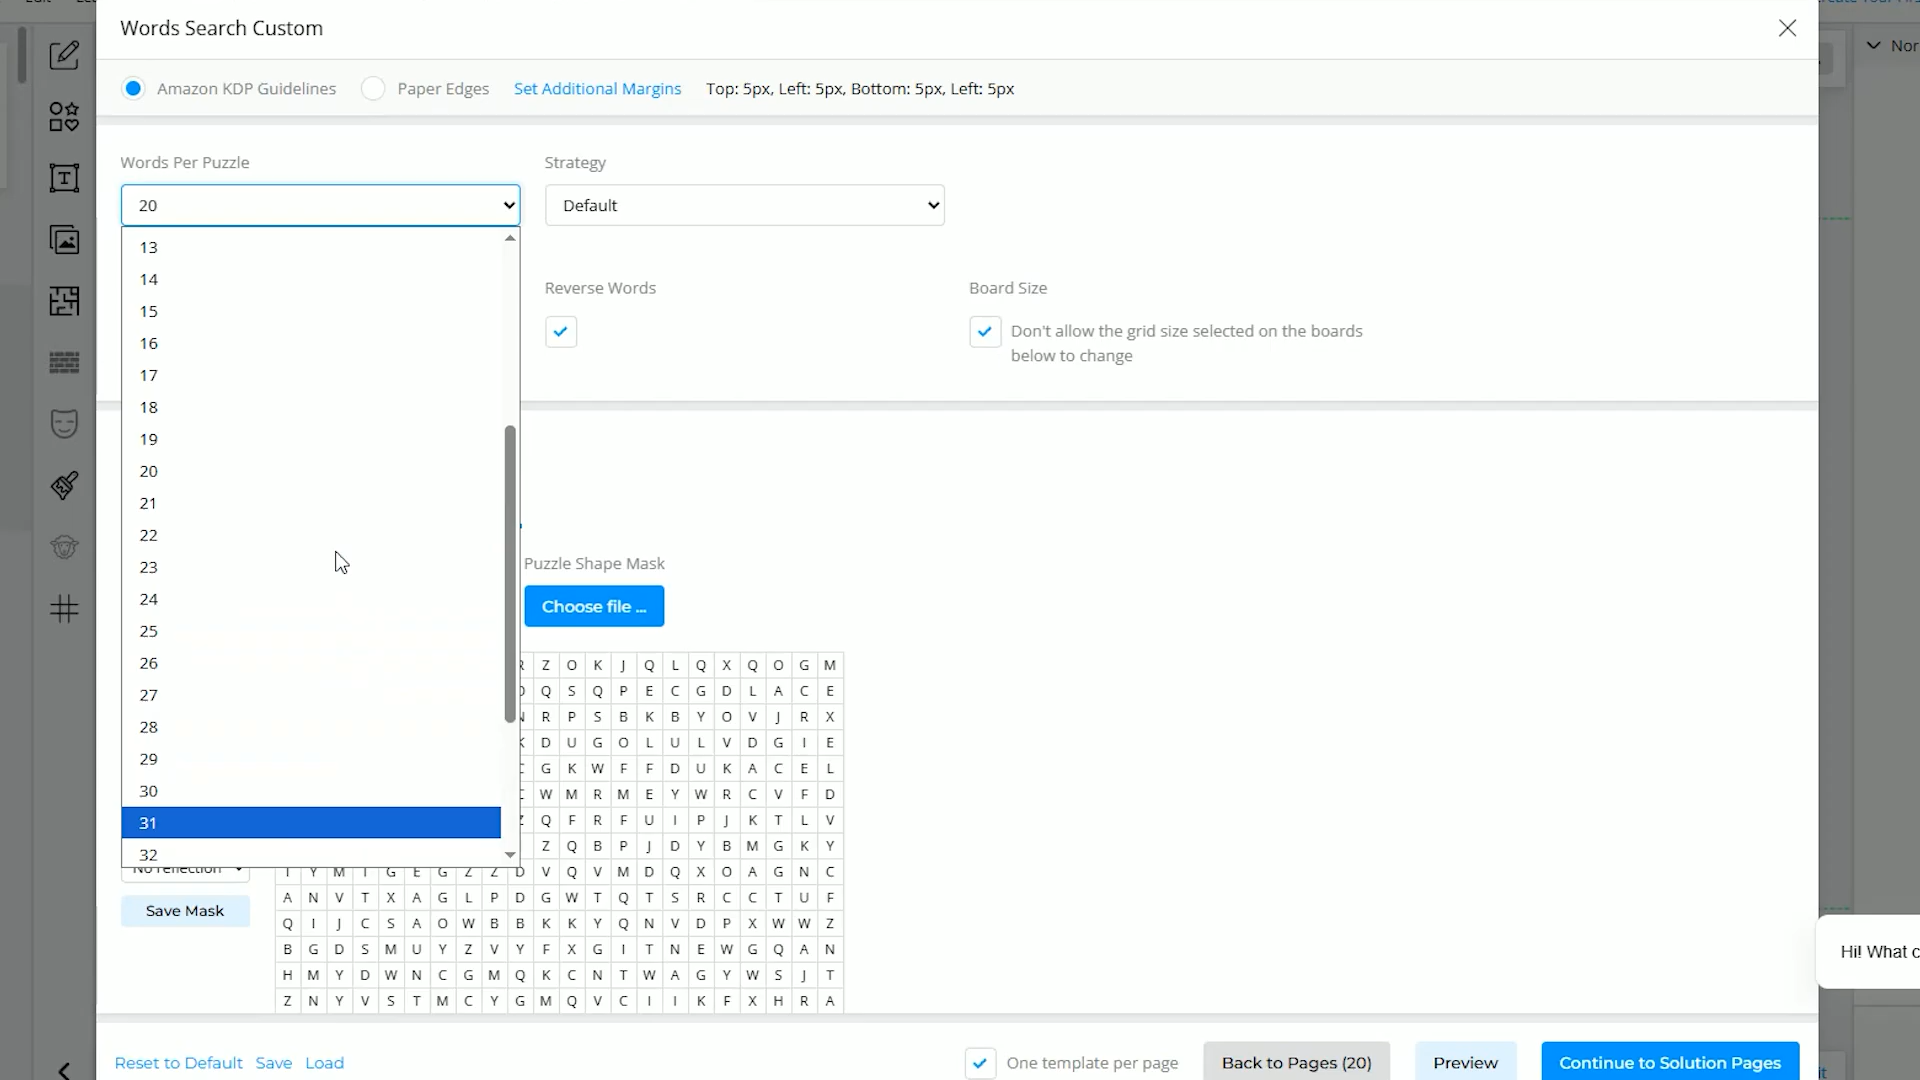 Words Search Custom
Nor
Amazon KDP Guidelines Paper Edges Set Additional Margins Top: 5px, Left: 5px, Bottom: 5px, Left: 5px
Words Per Puzzle Strategy
20 Default
13
14
Reverse Words Board Size
15
Don't allow the grid size selected on the boards
below to change
16
17
18
19
20
21
22
Puzzle Shape Mask
23
24
Choose file ...
25
26
Z O K J Q L Q X Q O G M
27
Q S Q P E C G D L A C E
28
R P S B K B Y O V J R X
29
D U G O L U L V D G I E
G K W F F D U K A C E L
30
W M R M E Y W R C V F D
31
Q F R F U I P J K T L V
32
Z Q B P J D Y B M G K Y
No reflection
I Y M T G E G Z Z D V Q V M D Q X O A G N C
A N V T X A G L P D G W T Q T S R C C T U F
Save Mask
Q I J C S A O W B B K K Y Q N V D P X W W Z
B G D S M U Y Z V Y F X G I T N E W G Q A N
H M Y D W N C G M Q K C N T W A G Y W S J T
Z N Y V S T M C Y G M Q V C I I K F X H R A
Hi! What c
Reset to Default Save Load One template per page Back to Pages (20) Preview Continue to Solution Pages